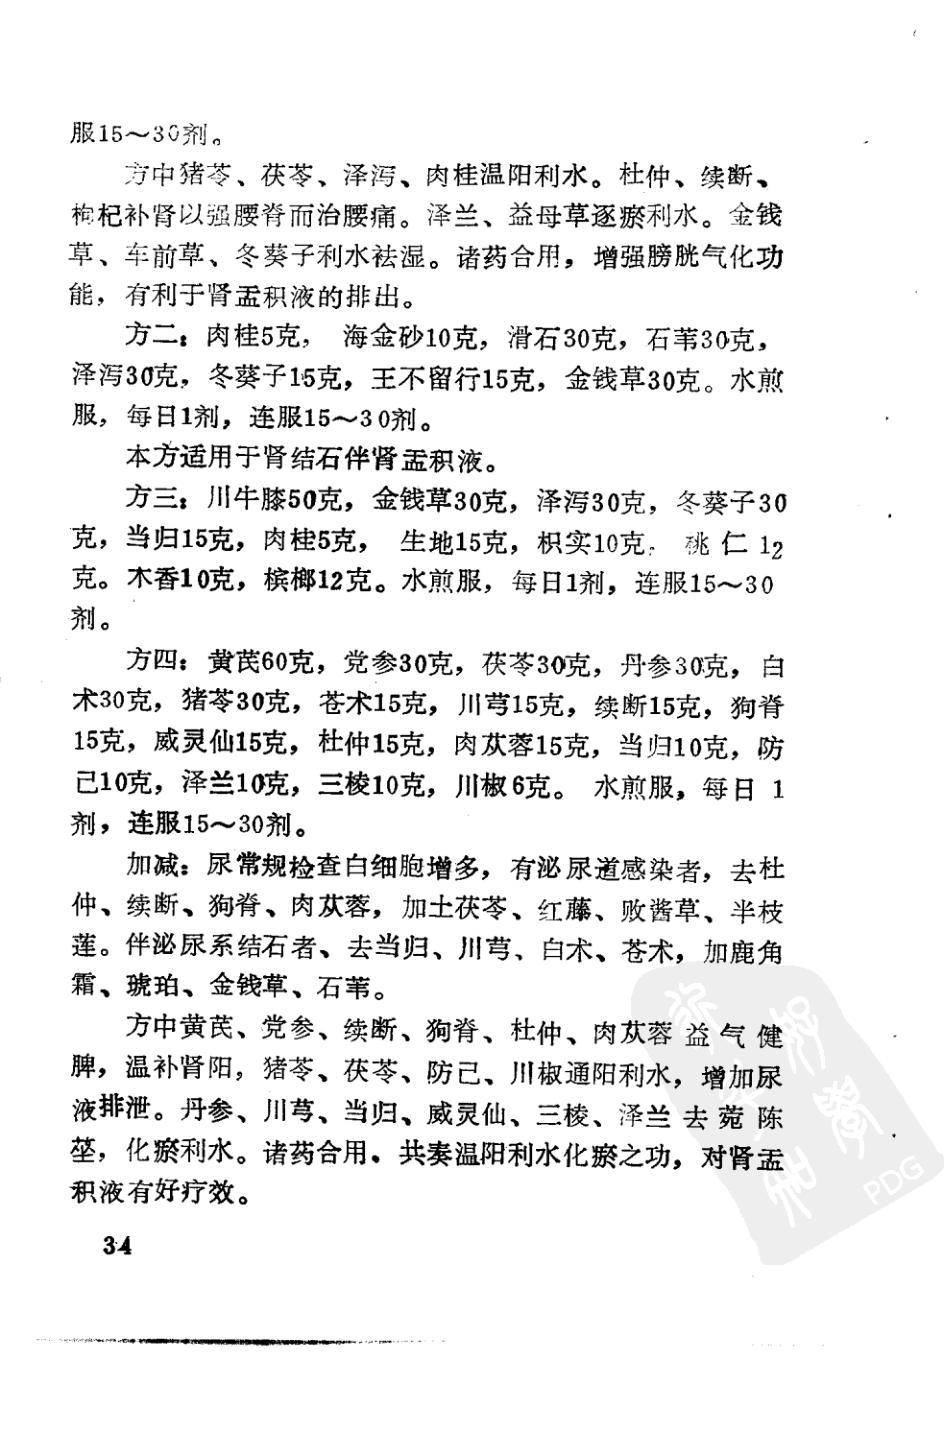 服15～30剂。
方中猪苓、茯苓、泽泻、肉桂温阳利水。杜仲、续断、
枸杞补肾以强腰脊而治腰痛。泽兰、益母草逐瘀利水。金钱
草、车前草、冬葵子利水祛湿。诸药合用，增强膀胱气化功
能，有利于肾盂积液的排出。
方二：肉桂5克，海金砂10克，滑石30克，石苇30克，
泽泻30克，冬葵子15克，王不留行15克，金钱草30克。水煎
服，每日1剂，连服15～30剂。
本方适用于肾结石伴肾盂积液。
方三：川牛膝50克，金钱草30克，泽泻30克，冬葵子30
克，当归15克，肉桂5克，生地15克，枳实10克，桃仁12
克。木香10克，槟榔12克。水煎服，每日1剂，连服15～30
剂。
方四：黄芪60克，党参30克，茯苓30克，丹参30克，白
术30克，猪苓30克，苍术15克，川芎15克，续断15克，狗脊
15克，威灵仙15克，杜仲15克，肉苁蓉15克，当归10克，防
己10克，泽兰10克，三棱10克，川椒6克。水煎服，每日1
剂，连服15～30剂。
加减：尿常规检查白细胞增多，有泌尿道感染者，去杜
仲、续断、狗脊、肉苁蓉，加土茯苓、红藤、败酱草、半枝
莲。伴泌尿系结石者、去当归、川芎、白术、苍术，加鹿角
霜、琥珀、金钱草、石苇。
方中黄芪、党参、续断、狗脊、杜仲、肉苁蓉益气健
脾，温补肾阳，猪苓、茯苓、防己、川椒通阳利水，增加尿
液排泄。丹参、川芎、当归、威灵仙、三棱、泽兰去菀陈
莝，化瘀利水。诸药合用。共奏温阳利水化瘀之功，对肾盂
积液有好疗效。
34
PDG